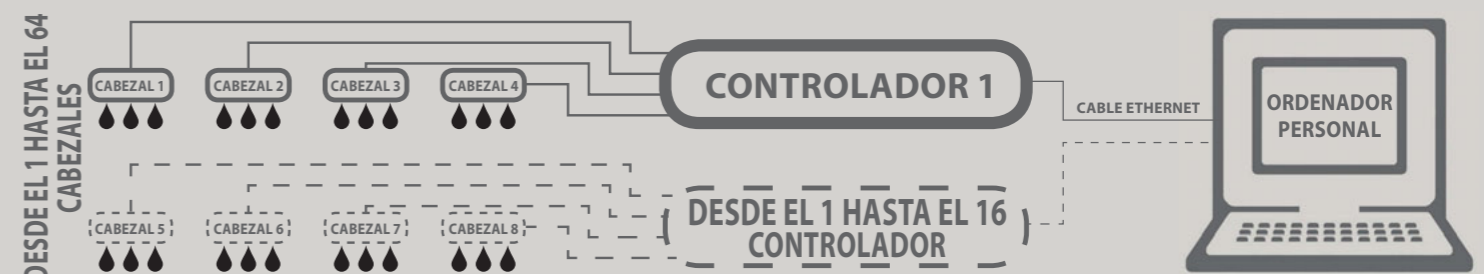 DESDE EL 1 HASTA EL 64
CABEZALES
CABEZAL 1
CABEZAL 2
CABEZAL 3
CABEZAL 4
CONTROLADOR 1
CABLE ETHERNET
ORDENADOR
PERSONAL
CABEZAL 5
CABEZAL 6
CABEZAL 7
CABEZAL 8
DESDE EL 1 HASTA EL 16
CONTROLADOR